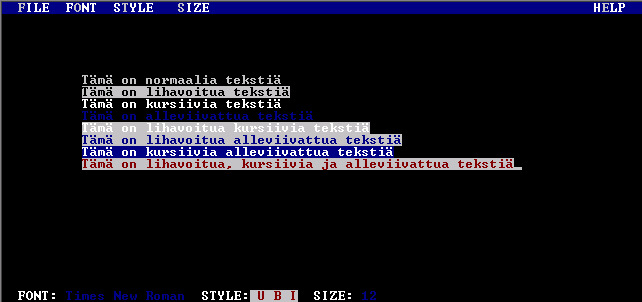 FILE FONT STYLE SIZE HELP
Tämä on normaalia tekstiä
Tämä on lihavoitua tekstiä
Tämä on kursiivia tekstiä
Tämä on alleviivattua tekstiä
Tämä on lihavoitua kursiivia tekstiä
Tämä on lihavoitua alleviivattua tekstiä
Tämä on kursiivia alleviivattua tekstiä
Tämä on lihavoitua, kursiivia ja alleviivattua tekstiä
FONT: Times New Roman STYLE: U B I SIZE: 12